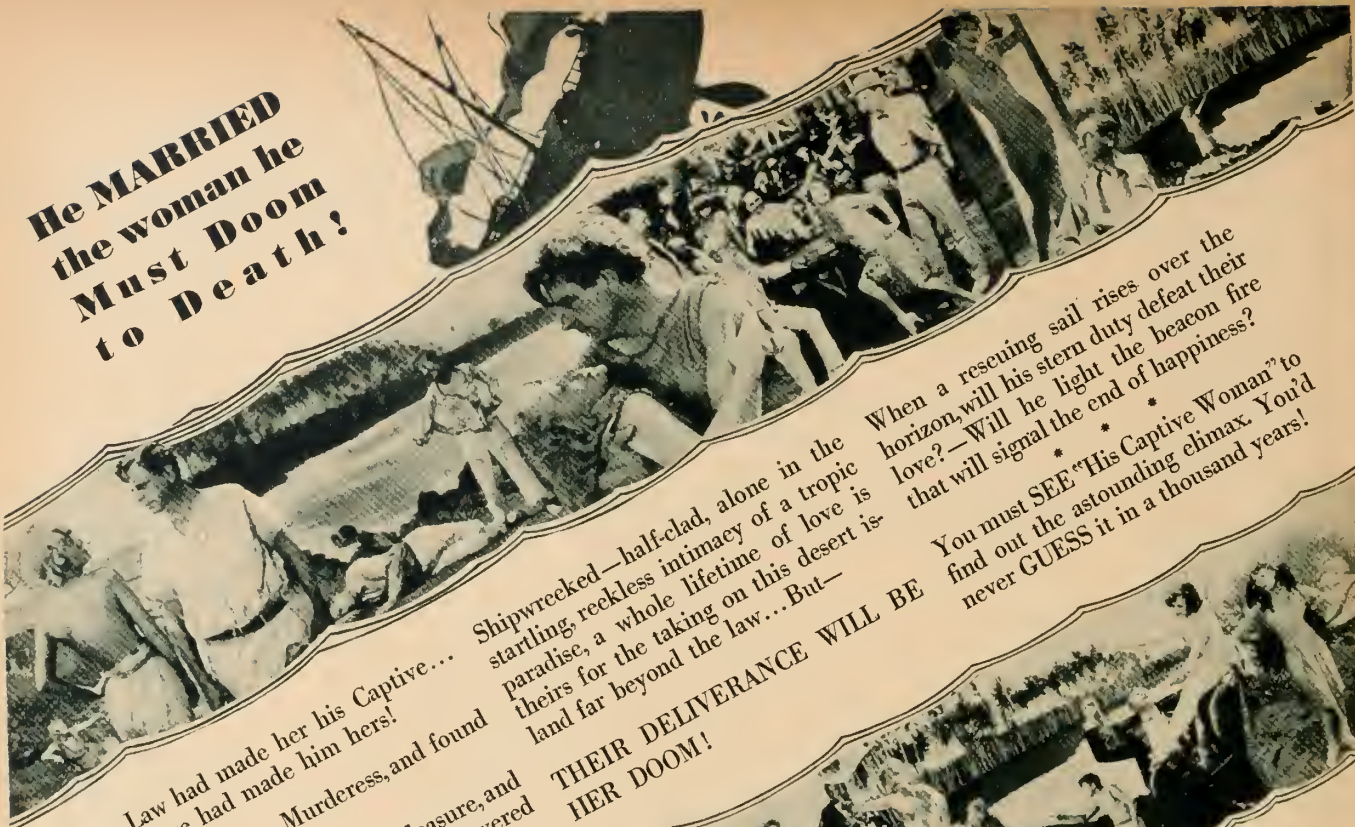 He MARRIED
the woman he
Must Doom
to Death!
Law had made her his Captive...
had made him hers!
Murderess, and found
and
Shipwrecked—half-clad, alone in the
startling, reckless intimacy of a tropic
paradise, a whole lifetime of love is
theirs for the taking on this desert is-
land far beyond the law...But—
THEIR DELIVERANCE WILL BE
HER DOOM!
When a rescuing sail rises over the
horizon, will his stern duty defeat their
love?—Will he light the beacon fire
that will signal the end of happiness?
* * *
You must SEE "His Captive Woman" to
find out the astounding climax. You'd
never GUESS it in a thousand years!